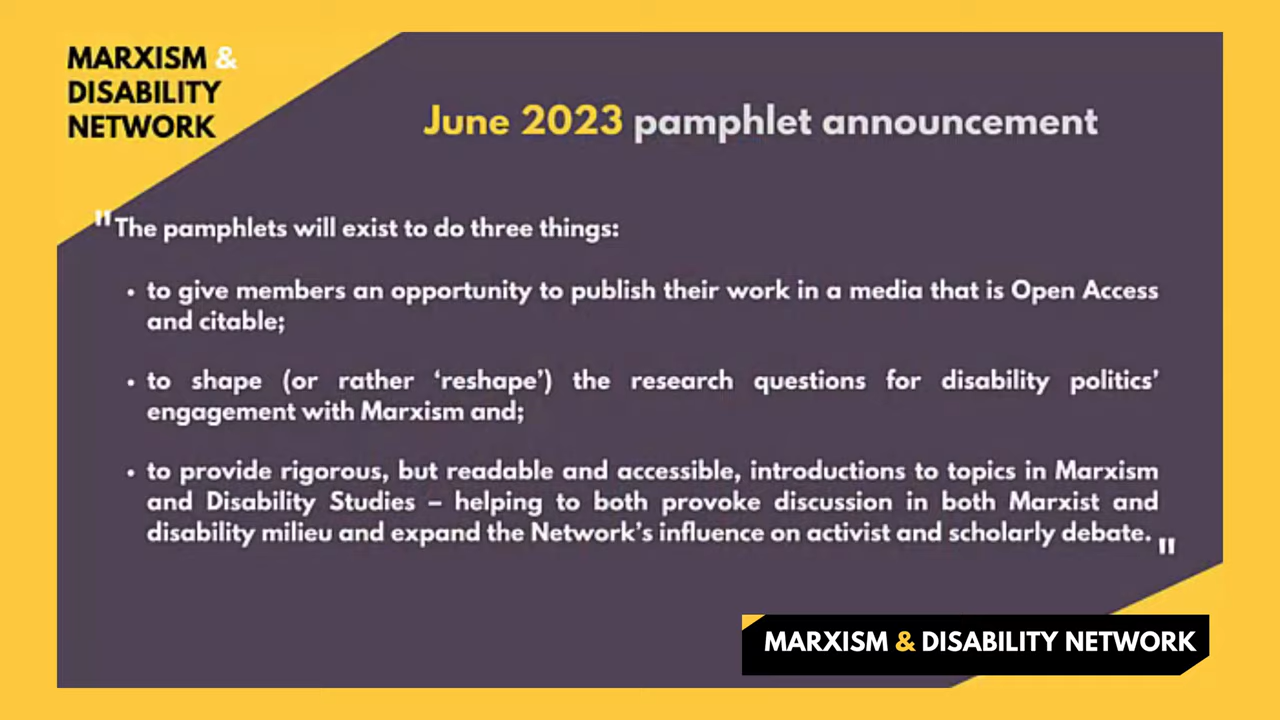 MARXISM &
DISABILITY
NETWORK
June 2023 pamphlet announcement
"The pamphlets will exist to do three things:
• to give members an opportunity to publish their work in a media that is Open Access
and citable;
• to shape (or rather ‘reshape’) the research questions for disability politics’
engagement with Marxism and;
• to provide rigorous, but readable and accessible, introductions to topics in Marxism
and Disability Studies – helping to both provoke discussion in both Marxist and
disability milieu and expand the Network’s influence on activist and scholarly debate. "
MARXISM & DISABILITY NETWORK